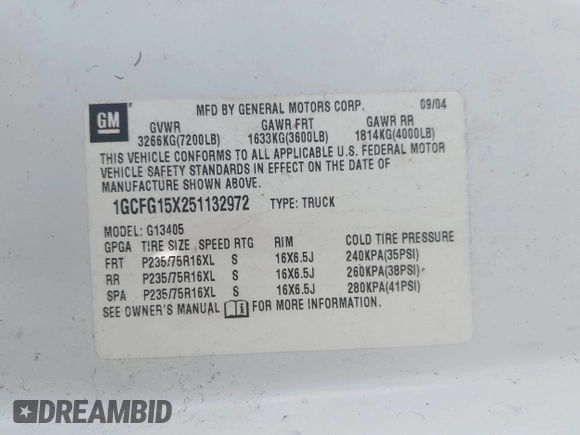 MFD BY GENERAL MOTORS CORP. 09/04
GM
GVWR GAWR FRT GAWR RR
3266KG(7200LB) 1633KG(3600LB) 1814KG(4000LB)
THIS VEHICLE CONFORMS TO ALL APPLICABLE U.S. FEDERAL MOTOR
VEHICLE SAFETY STANDARDS IN EFFECT ON THE DATE OF
MANUFACTURE SHOWN ABOVE.
1GCFG15X251132972 TYPE: TRUCK
MODEL: G13405
GPGA TIRE SIZE SPEED RTG RIM COLD TIRE PRESSURE
FRT P235/75R16XL S 16X6.5J 240KPA(35PSI)
RR P235/75R16XL S 16X6.5J 260KPA(38PSI)
SPA P235/75R16XL S 16X6.5J 280KPA(41PSI)
SEE OWNER'S MANUAL FOR MORE INFORMATION.
DREAMBID